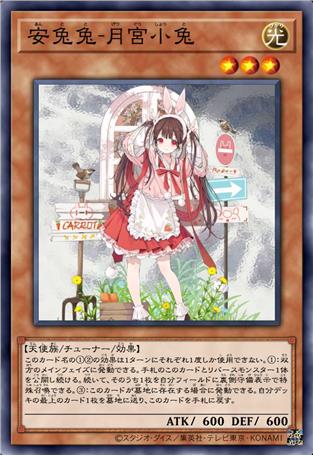 安兔兔-月宮小兔
光
CARROT
【天使族/チューナー/効果】
このカード名の①②の効果は1ターンにそれぞれ1度しか使用できない。①:双
方のメインフェイズに発動できる。手札のこのカードとリバースモンスター1体
を公開し続ける。続いて、そのうち1枚を自分フィールドに裏側守備表示で特
殊召喚できる。②:このカードが墓地に存在する場合に発動できる。自分デッ
キの最上のカード1枚を墓地に送り、このカードを手札に戻す。
ATK/ 600 DEF/ 600
©スタジオ・ダイス/集英社・テレビ東京・KONAMI